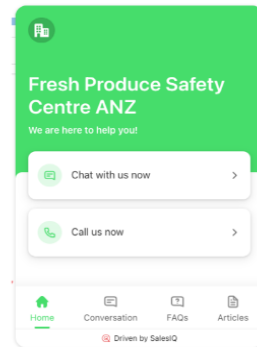 Fresh Produce Safety
Centre ANZ
We are here to help you!
Chat with us now
Call us now
Home Conversation FAQs Articles
Driven by SalesIQ